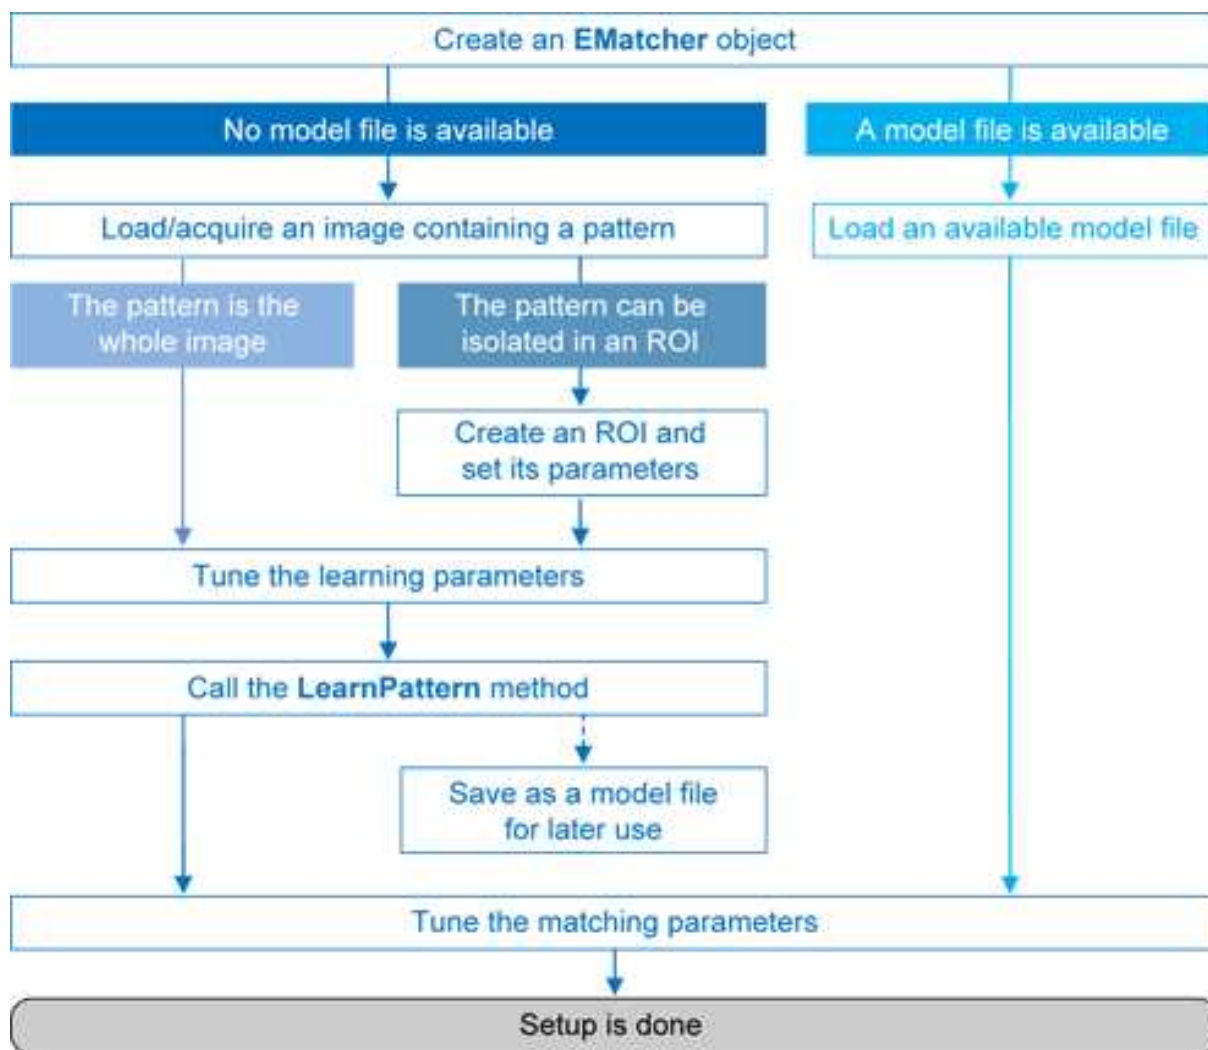 Create an EMatcher object
No model file is available
A model file is available
Load/acquire an image containing a pattern
Load an available model file
The pattern is the
whole image
The pattern can be
isolated in an ROI
Create an ROI and
set its parameters
Tune the learning parameters
Call the LearnPattern method
Save as a model file
for later use
Tune the matching parameters
Setup is done